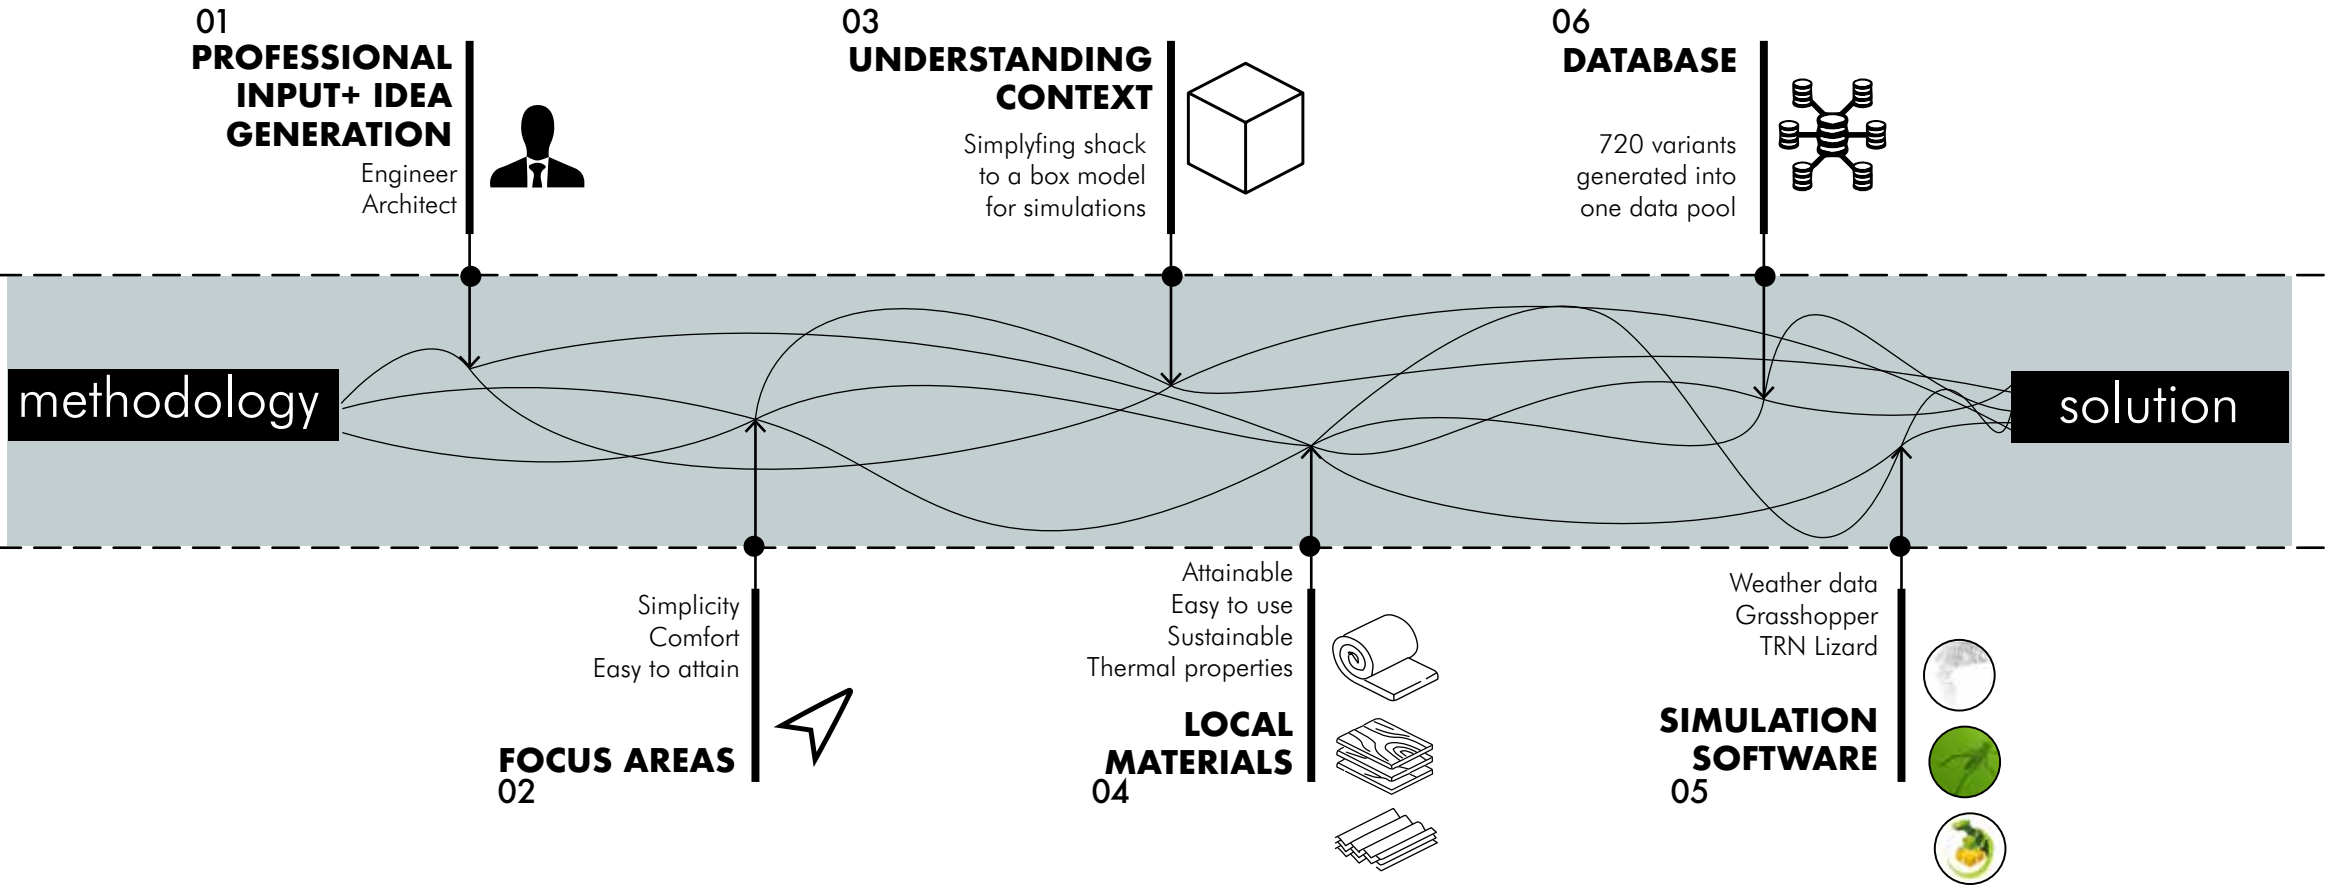 01
PROFESSIONAL
INPUT+ IDEA
GENERATION
Engineer
Architect
03
UNDERSTANDING
CONTEXT
Simplyfing shack
to a box model
for simulations
06
DATABASE
720 variants
generated into
one data pool
methodology
solution
Simplicity
Comfort
Easy to attain
FOCUS AREAS
02
Attainable
Easy to use
Sustainable
Thermal properties
LOCAL
MATERIALS
04
Weather data
Grasshopper
TRN Lizard
SIMULATION
SOFTWARE
05